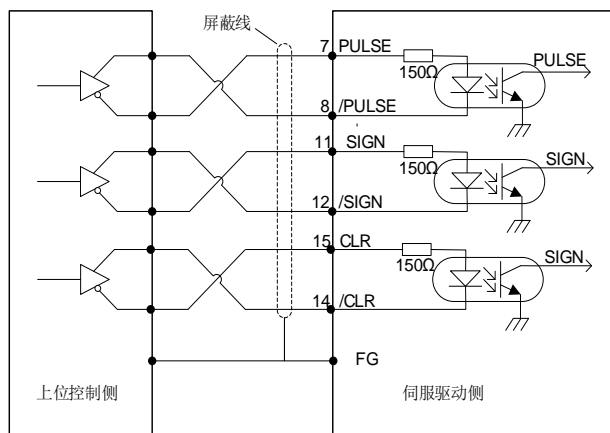 屏蔽线
7 PULSE
150Ω
PULSE
8 /PULSE
11 SIGN
150Ω
SIGN
12 /SIGN
15 CLR
150Ω
SIGN
14 /CLR
FG
上位控制侧
伺服驱动侧